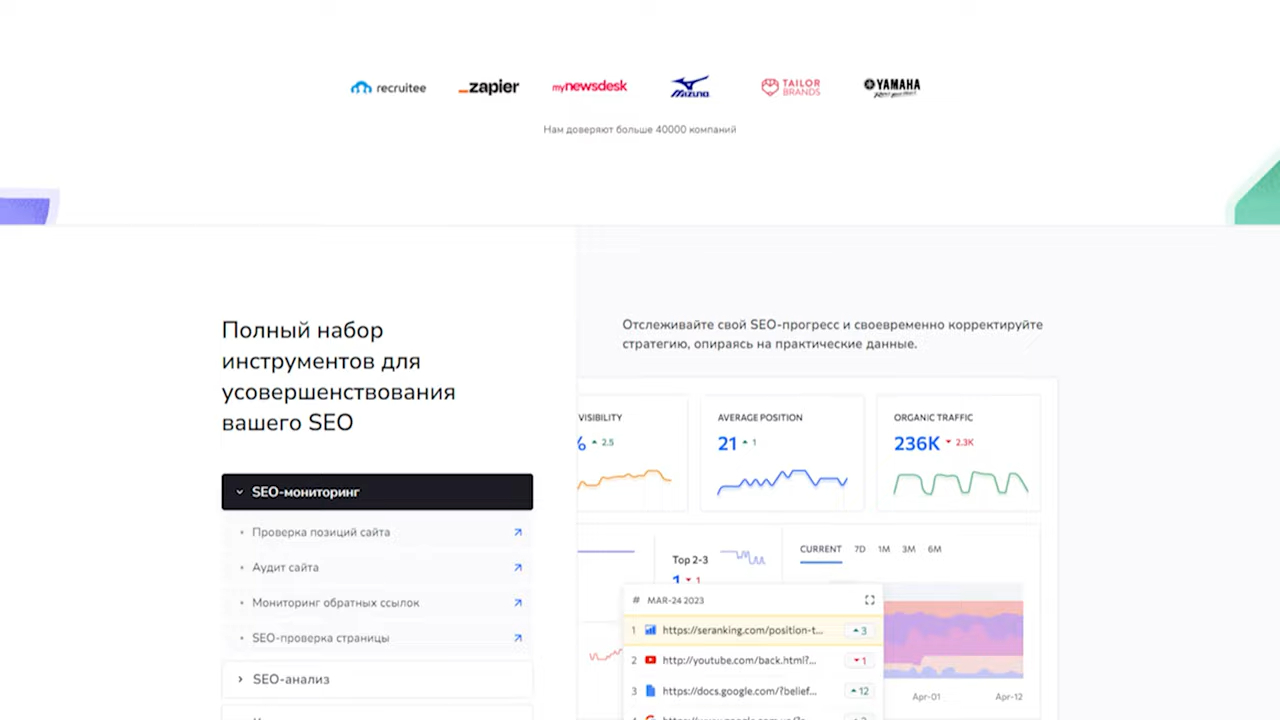 recruitee
zapier
mynewsdesk
MIZUNO
TAILOR
BRANDS
YAMAHA
Нам доверяют больше 40000 компаний
Полный набор
инструментов для
усовершенствования
вашего SEO
SEO-мониторинг
Проверка позиций сайта
Аудит сайта
Мониторинг обратных ссылок
SEO-проверка страницы
SEO-анализ
Отслеживайте свой SEO-прогресс и своевременно корректируйте
стратегию, опираясь на практические данные.
VISIBILITY
% 2.5
AVERAGE POSITION
21 1
ORGANIC TRAFFIC
236K 2.3K
Top 2-3
1 1
CURRENT 7D 1M 3M 6M
# MAR-24 2023
1 https://seranking.com/position-t... 3
2 http://youtube.com/back.html?... 1
3 https://docs.google.com/?belief... 12
Apr-01 Apr-12